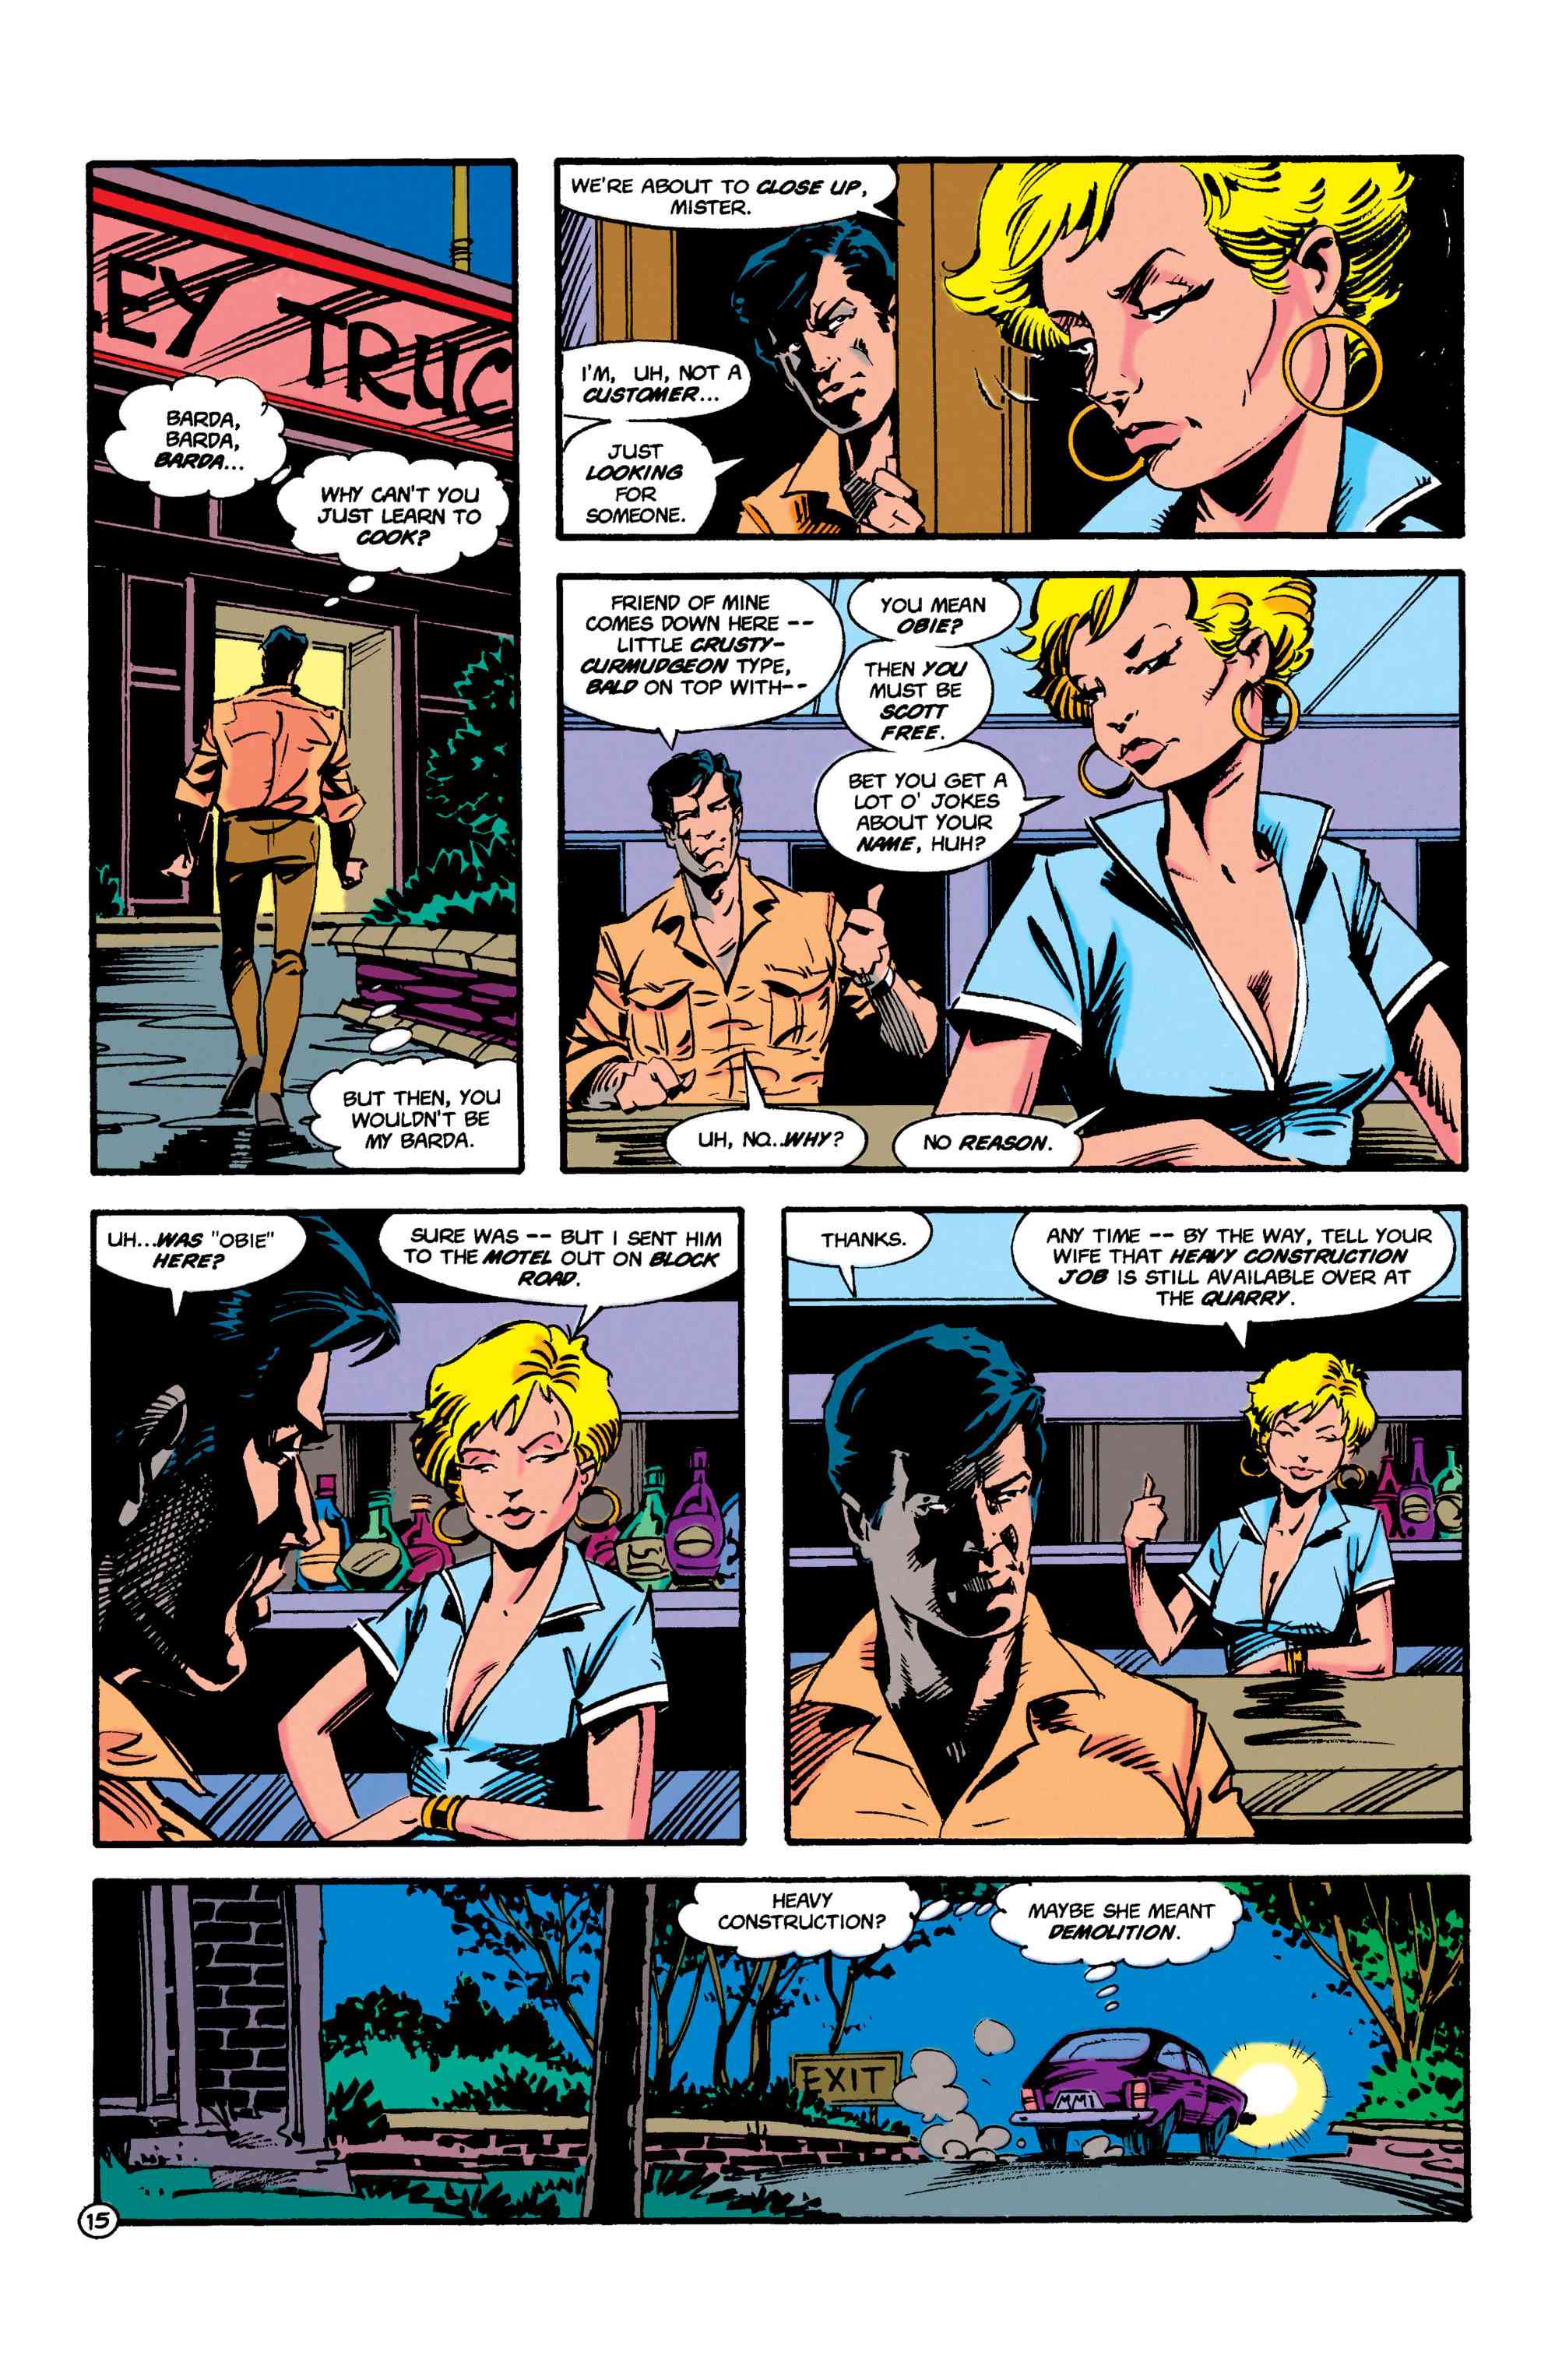 LEY TRUC
BARDA,
BARDA,
BARDA...
WHY CAN'T YOU
JUST LEARN TO
COOK?
BUT THEN, YOU
WOULDN'T BE
MY BARDA.
WE'RE ABOUT TO CLOSE UP,
MISTER.
I'M, UH, NOT A
CUSTOMER...
JUST
LOOKING
FOR
SOMEONE.
FRIEND OF MINE
COMES DOWN HERE --
LITTLE CRUSTY-
CURMUDGEON TYPE,
BALD ON TOP WITH--
YOU MEAN
OBIE?
THEN YOU
MUST BE
SCOTT
FREE.
BET YOU GET A
LOT O' JOKES
ABOUT YOUR
NAME, HUH?
UH, NO...WHY?
NO REASON.
UH...WAS "OBIE"
HERE?
SURE WAS -- BUT I SENT HIM
TO THE MOTEL OUT ON BLOCK
ROAD.
THANKS.
ANY TIME -- BY THE WAY, TELL YOUR
WIFE THAT HEAVY CONSTRUCTION
JOB IS STILL AVAILABLE OVER AT
THE QUARRY.
HEAVY
CONSTRUCTION?
MAYBE SHE MEANT
DEMOLITION.
EXIT
MM1
15